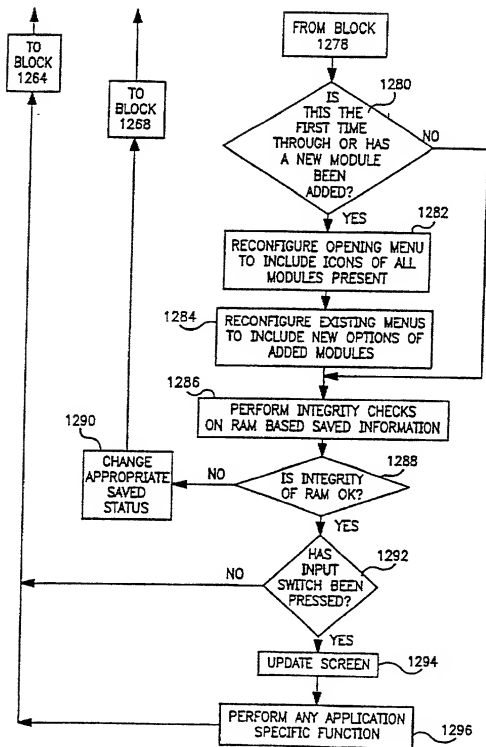 TO
BLOCK
1264
TO
BLOCK
1268
FROM BLOCK
1278
1280
IS
THIS THE
FIRST TIME
THROUGH OR HAS
A NEW MODULE
BEEN
ADDED?
NO
YES
1282
RECONFIGURE OPENING MENU
TO INCLUDE ICONS OF ALL
MODULES PRESENT
1284
RECONFIGURE EXISTING MENUS
TO INCLUDE NEW OPTIONS OF
ADDED MODULES
1286
PERFORM INTEGRITY CHECKS
ON RAM BASED SAVED INFORMATION
1290
CHANGE
APPROPRIATE
SAVED
STATUS
NO
1288
IS INTEGRITY
OF RAM OK?
YES
1292
HAS
INPUT
SWITCH BEEN
PRESSED?
NO
YES
UPDATE SCREEN
1294
PERFORM ANY APPLICATION
SPECIFIC FUNCTION
1296